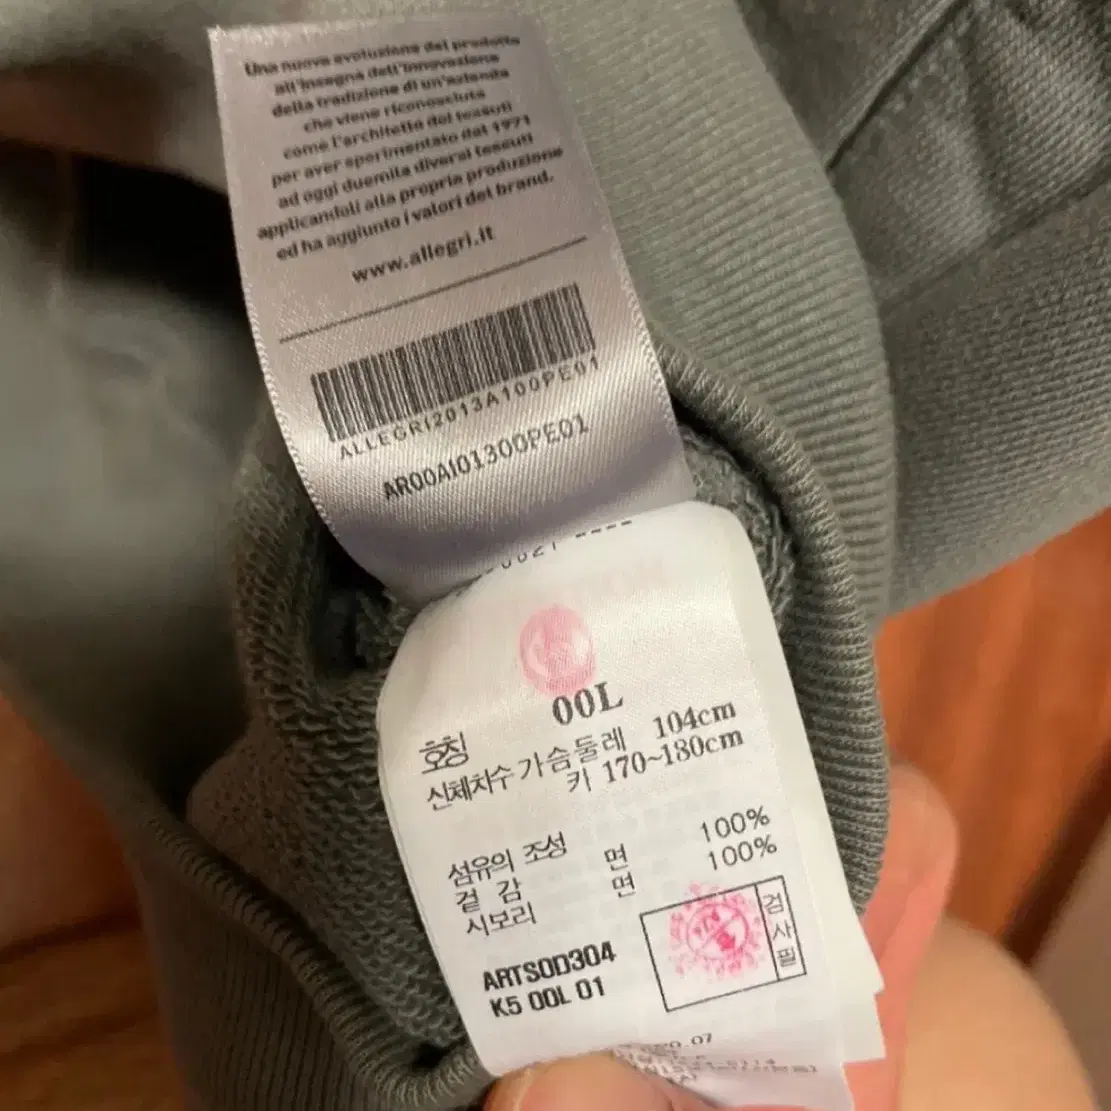 Una nuova evoluzione del prodotto
all'insegna dell'innovazione
della tradizione di un'azienda
che viene riconosciuta
come l'architetto dei tessuti
per aver sperimentato dal 1971
ad oggi duemila diversi tessuti
applicandoli alla propria produzione
ed ha aggiunto i valori del brand.
www.allegri.it
ALLEGRI2013A100PE01
AR00AI01300PE01
00L
호칭
신체치수 가슴둘레 104cm
키 170~180cm
섬유의 조성
겉감 면 100%
시보리 면 100%
ARTS0D304
K5 00L 01
검사필